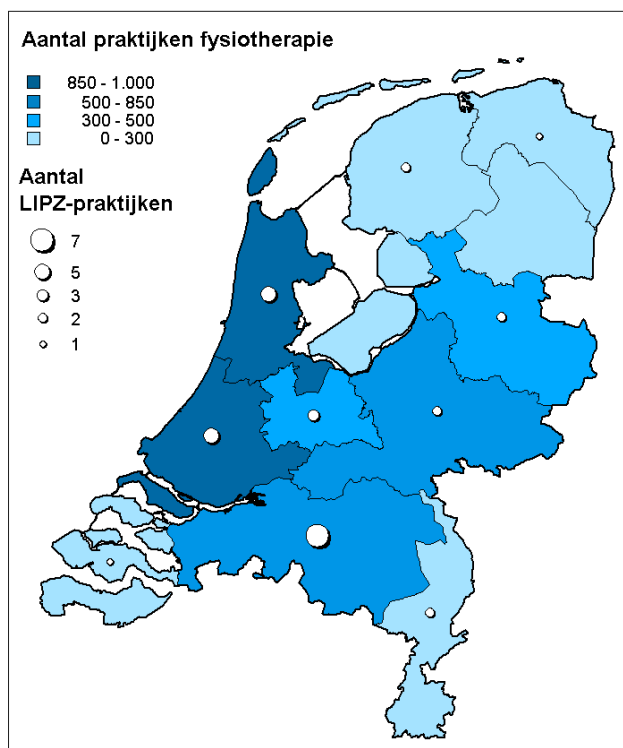 Aantal praktijken fysiotherapie
850 - 1.000
500 - 850
300 - 500
0 - 300
Aantal
LIPZ-praktijken
7
5
3
2
1